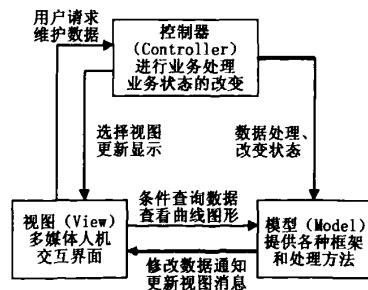 用户请求
维护数据
控制器
(Controller)
进行业务处理
业务状态的改变
选择视图
更新显示
数据处理、
改变状态
视图(View)
多媒体人机
交互界面
条件查询数据
查看曲线图形
修改数据通知
更新视图消息
模型(Model)
提供各种框架
和处理方法